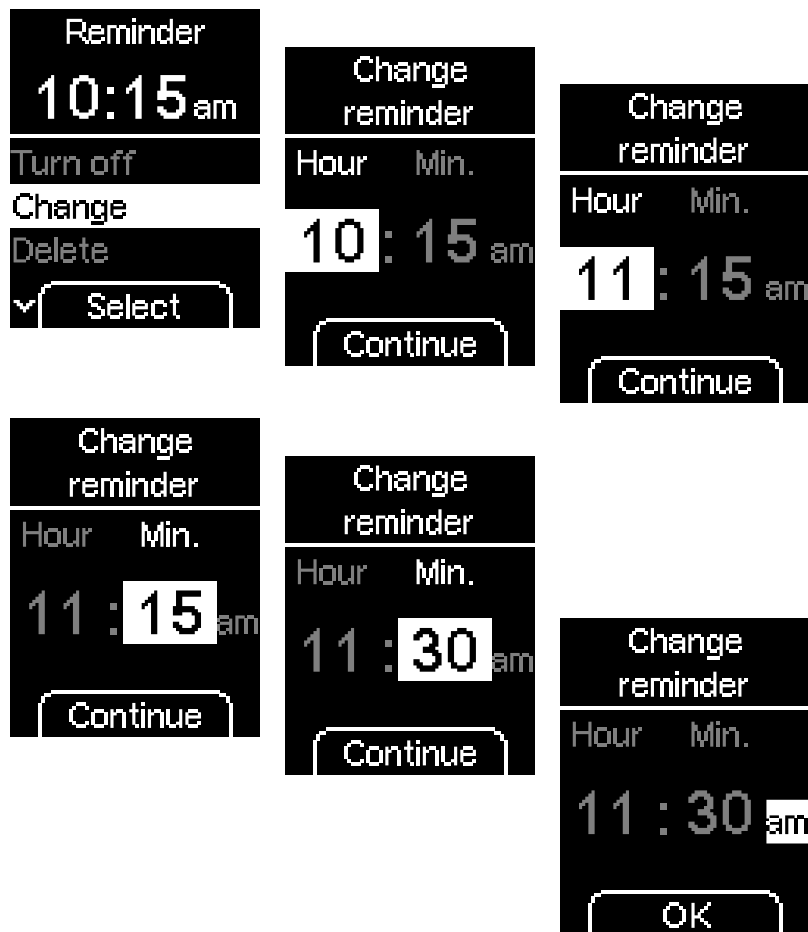 Reminder
10:15 am
Turn off
Change
Delete
Select
Change
reminder
Hour Min.
10 : 15 am
Continue
Change
reminder
Hour Min.
11 : 15 am
Continue
Change
reminder
Hour Min.
11 : 15 am
Continue
Change
reminder
Hour Min.
11 : 30 am
Continue
Change
reminder
Hour Min.
11 : 30 am
OK